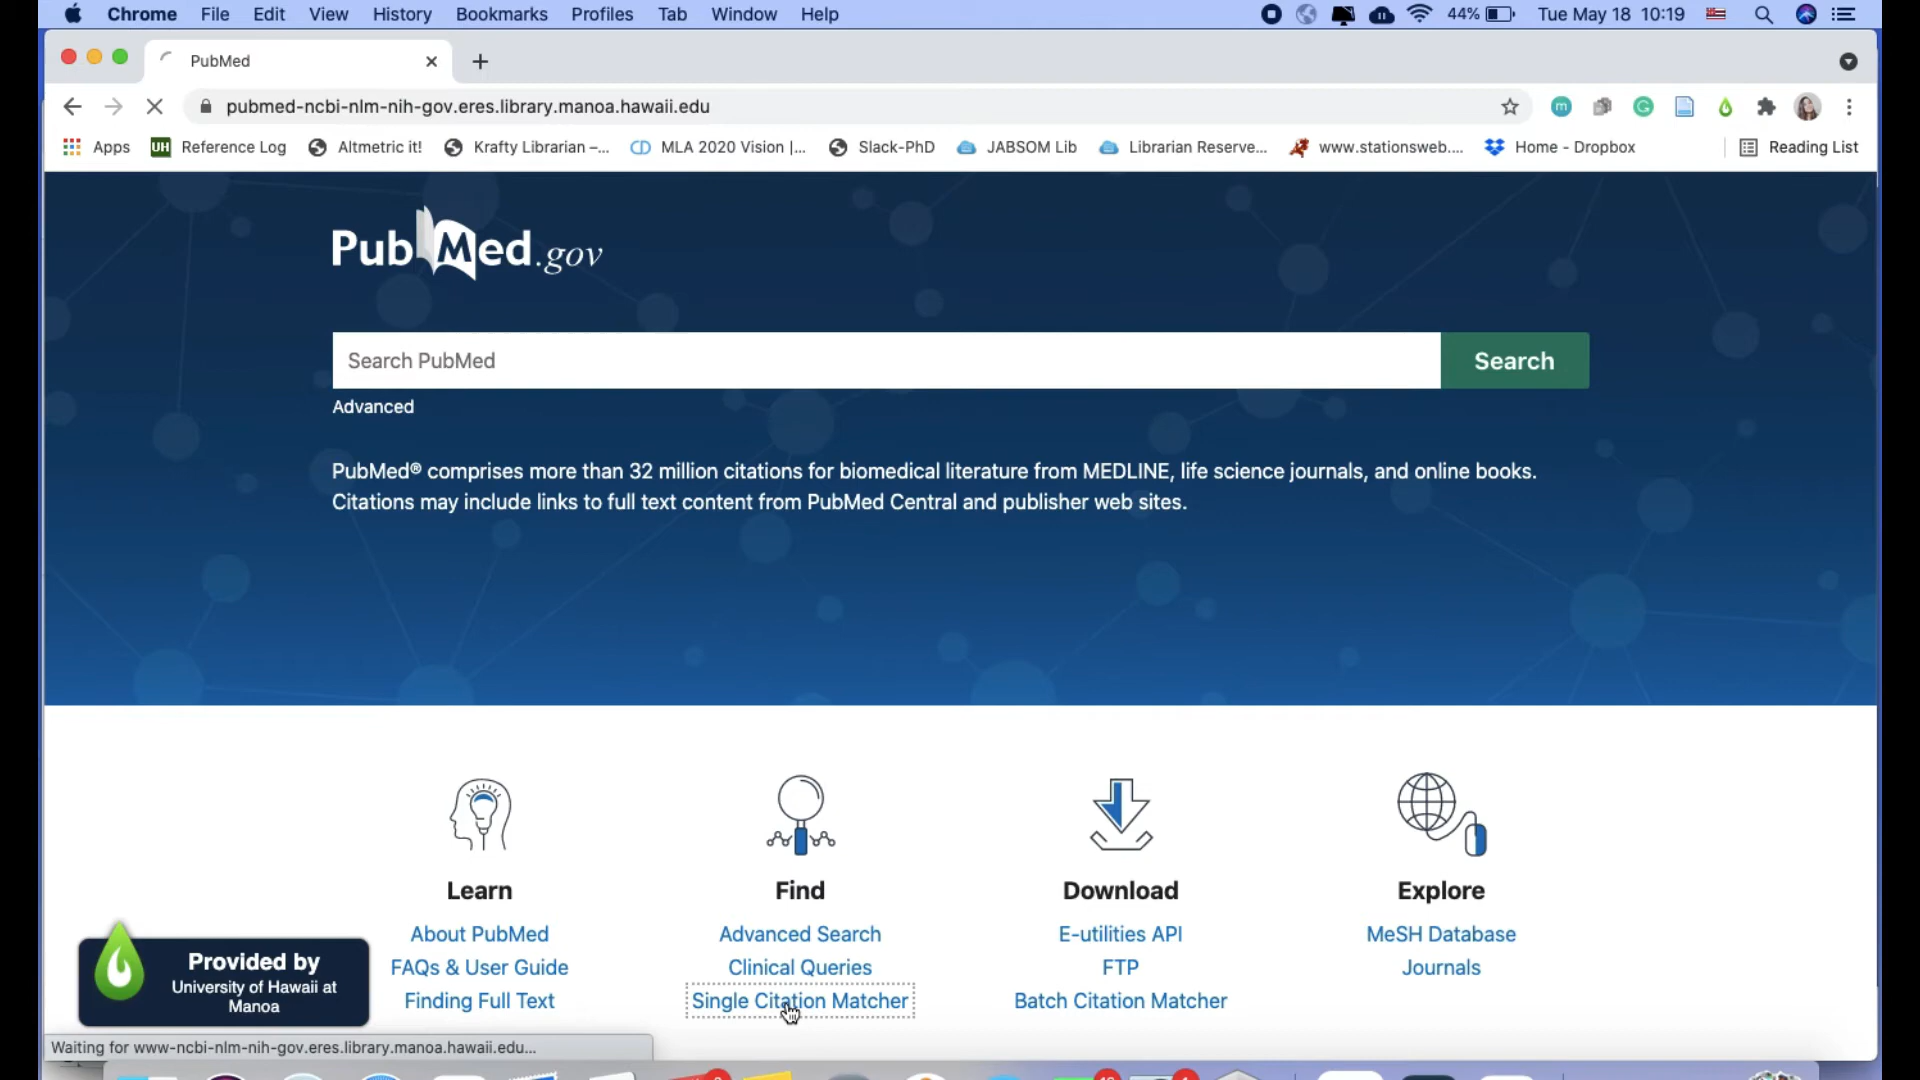 Chrome File Edit View History Bookmarks Profiles Tab Window Help 44% Tue May 18 10:19
PubMed
pubmed-ncbi-nlm-nih-gov.eres.library.manoa.hawaii.edu
Apps UH Reference Log Altmetric it! Krafty Librarian –... MLA 2020 Vision |... Slack-PhD JABSOM Lib Librarian Reserve... www.stationsweb.... Home - Dropbox Reading List
PubMed.gov
Search PubMed Search
Advanced
PubMed® comprises more than 32 million citations for biomedical literature from MEDLINE, life science journals, and online books.
Citations may include links to full text content from PubMed Central and publisher web sites.
Learn
About PubMed
FAQs & User Guide
Finding Full Text
Find
Advanced Search
Clinical Queries
Single Citation Matcher
Download
E-utilities API
FTP
Batch Citation Matcher
Explore
MeSH Database
Journals
Provided by
University of Hawaii at
Manoa
Waiting for www-ncbi-nlm-nih-gov.eres.library.manoa.hawaii.edu...